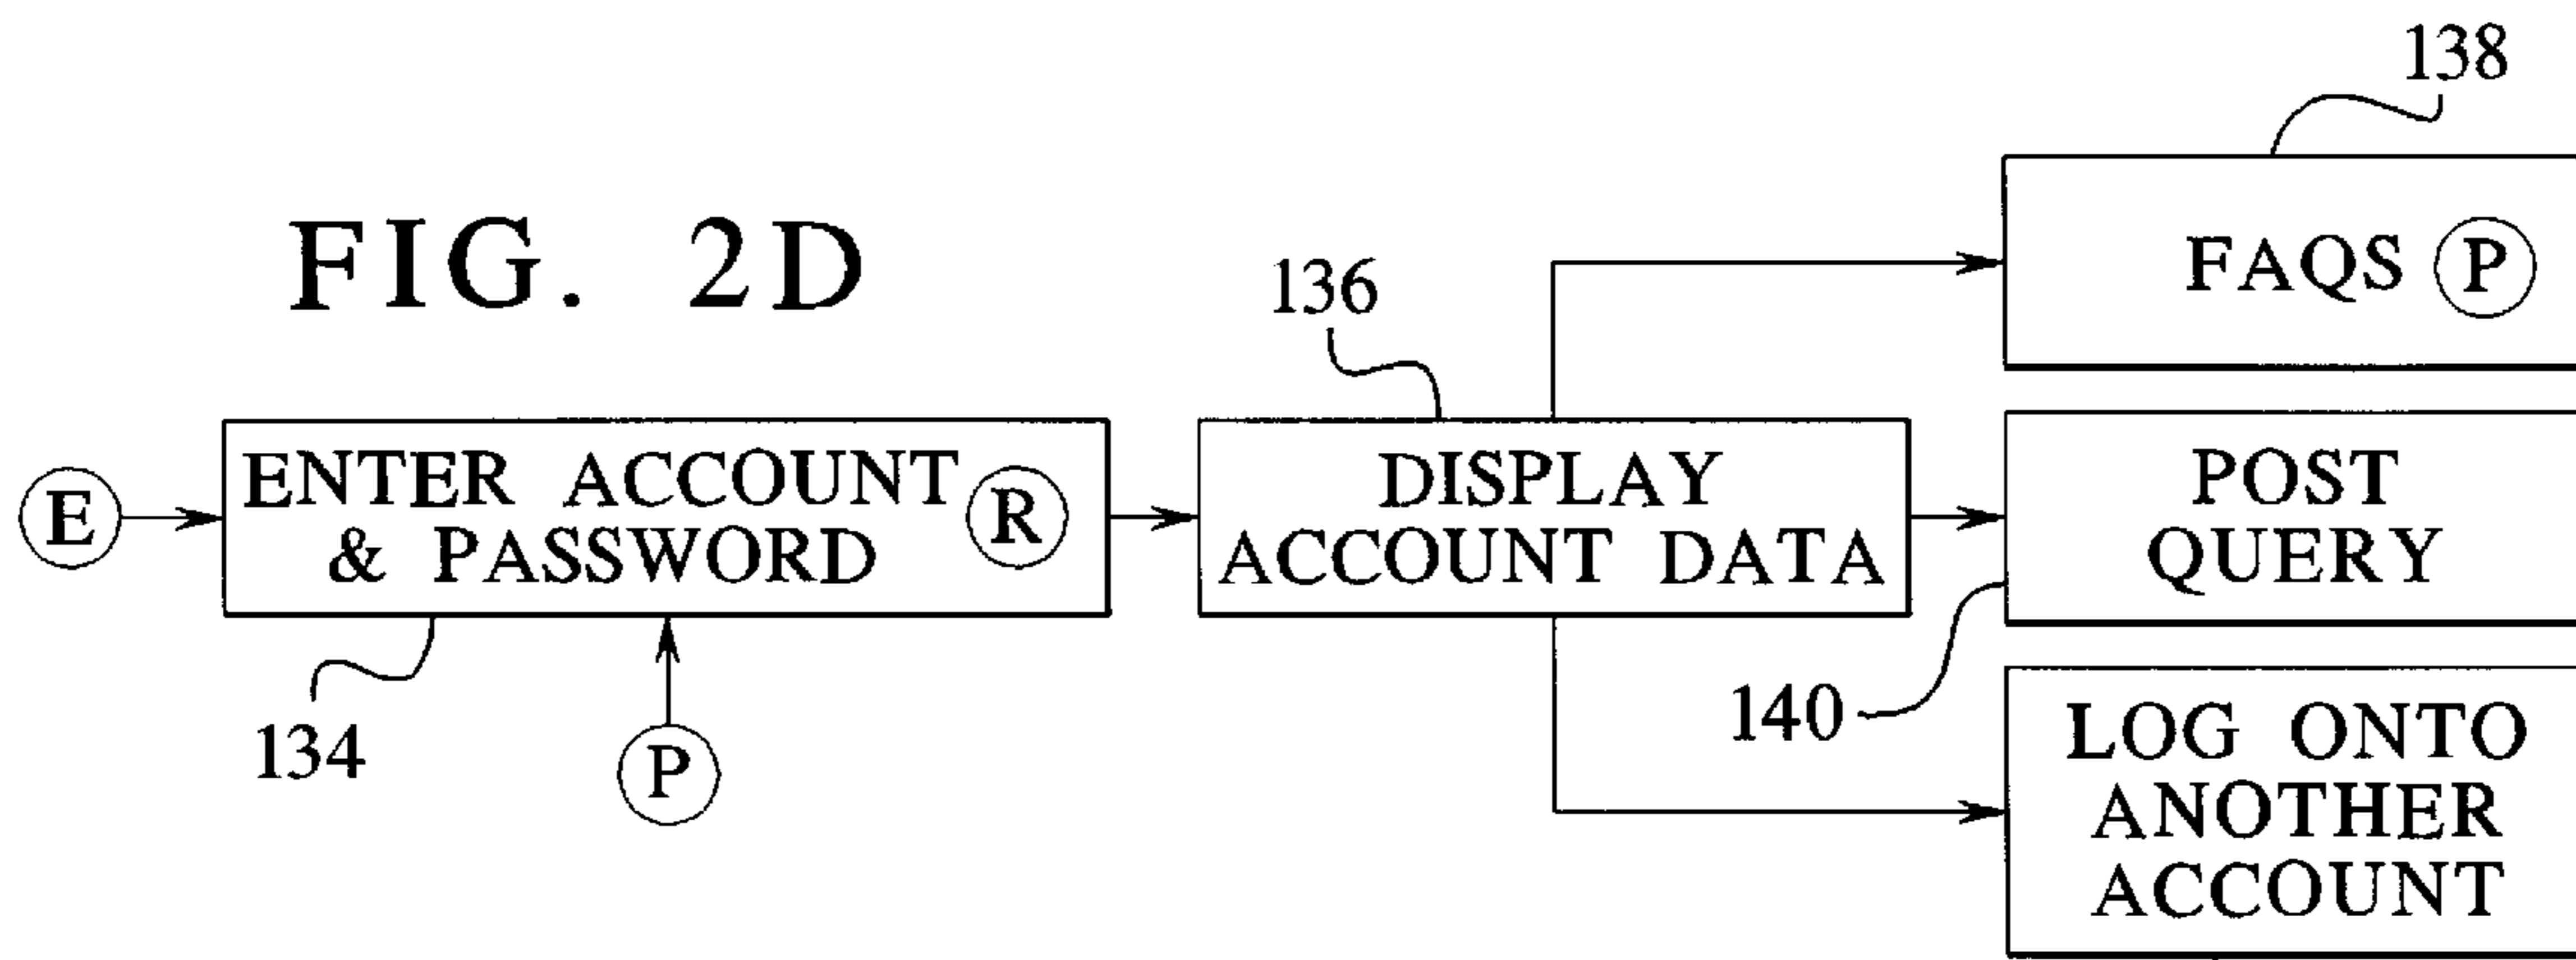 FIG. 2D
138
FAQS P
136
E
ENTER ACCOUNT
& PASSWORD
R
DISPLAY
ACCOUNT DATA
POST
QUERY
134
P
140
LOG ONTO
ANOTHER
ACCOUNT